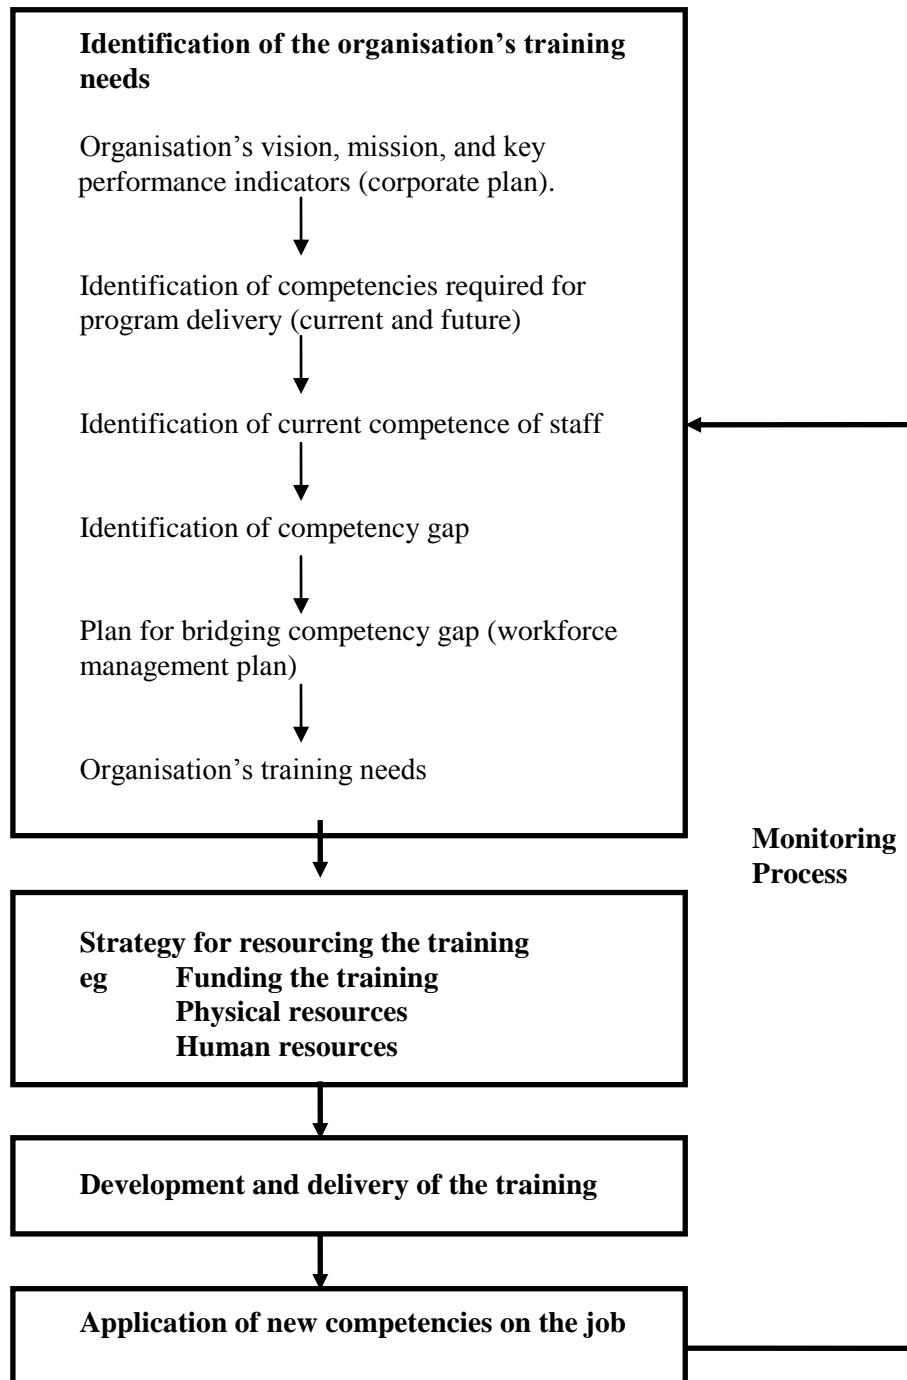 Identification of the organisation’s training
needs
Organisation’s vision, mission, and key
performance indicators (corporate plan).
Identification of competencies required for
program delivery (current and future)
Identification of current competence of staff
Identification of competency gap
Plan for bridging competency gap (workforce
management plan)
Organisation’s training needs
Monitoring
Process
Strategy for resourcing the training
eg Funding the training
Physical resources
Human resources
Development and delivery of the training
Application of new competencies on the job